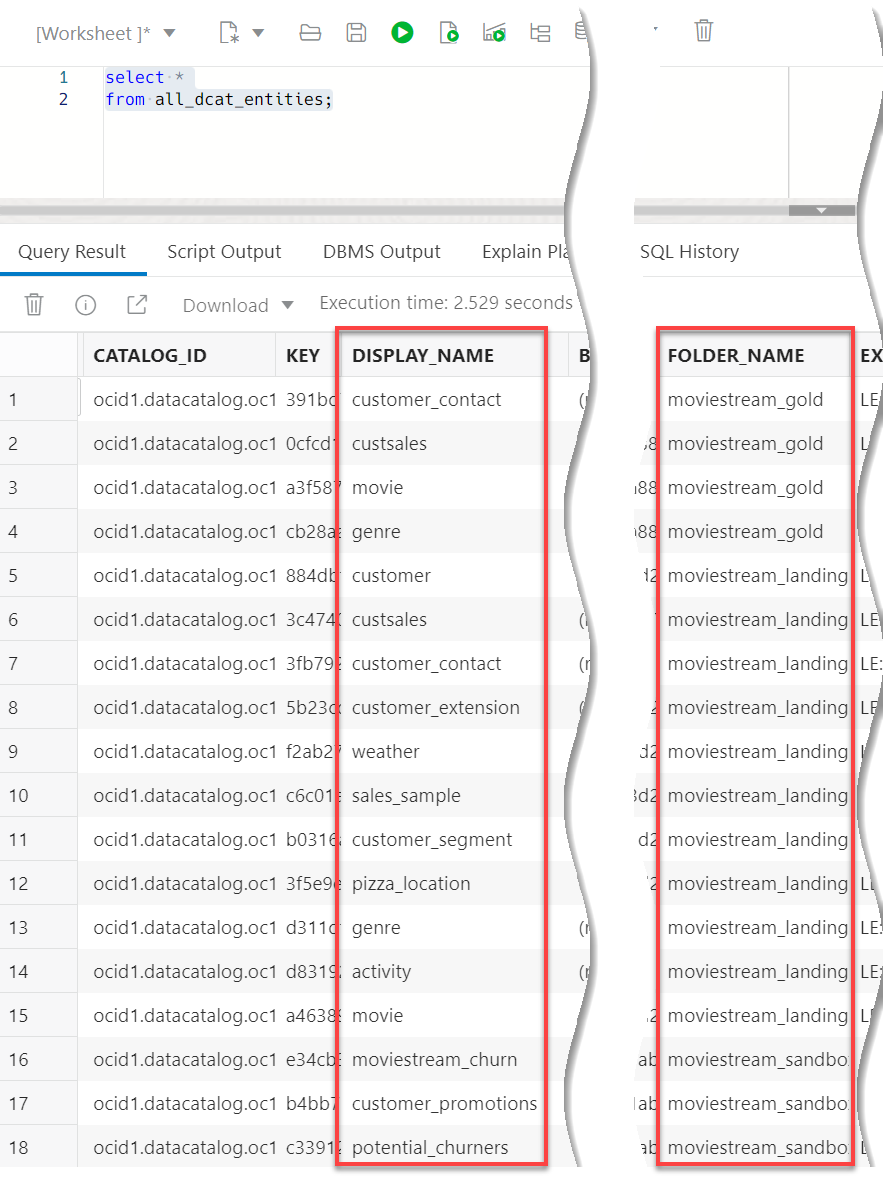 [Worksheet ]*
1 select *
2 from all_dcat_entities;
Query Result Script Output DBMS Output Explain SQL History
Download Execution time: 2.529 seconds
CATALOG_ID KEY DISPLAY_NAME B FOLDER_NAME EX
1 ocid1.datacatalog.oc1 391bc customer_contact moviestream_gold LE
2 ocid1.datacatalog.oc1 0cfcd custsales moviestream_gold
3 ocid1.datacatalog.oc1 a3f587 movie moviestream_gold
4 ocid1.datacatalog.oc1 cb28a genre moviestream_gold
5 ocid1.datacatalog.oc1 884db customer moviestream_landing
6 ocid1.datacatalog.oc1 3c474 custsales moviestream_landing LE
7 ocid1.datacatalog.oc1 3fb79 customer_contact moviestream_landing LE:
8 ocid1.datacatalog.oc1 5b23c customer_extension moviestream_landing LE
9 ocid1.datacatalog.oc1 f2ab27 weather moviestream_landing
10 ocid1.datacatalog.oc1 c6c01 sales_sample moviestream_landing
11 ocid1.datacatalog.oc1 b0316 customer_segment moviestream_landing
12 ocid1.datacatalog.oc1 3f5e9 pizza_location moviestream_landing
13 ocid1.datacatalog.oc1 d311c genre moviestream_landing LE:
14 ocid1.datacatalog.oc1 d8319 activity moviestream_landing LE:
15 ocid1.datacatalog.oc1 a4638 movie moviestream_landing
16 ocid1.datacatalog.oc1 e34cb moviestream_churn moviestream_sandbo
17 ocid1.datacatalog.oc1 b4bb7 customer_promotions moviestream_sandbo
18 ocid1.datacatalog.oc1 c3391 potential_churners moviestream_sandbo